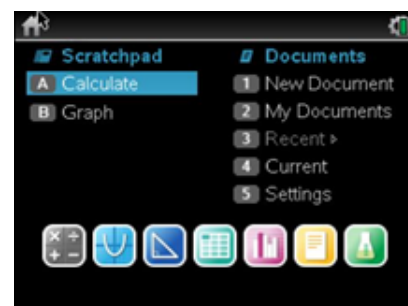 Scratchpad
A Calculate
B Graph
Documents
1 New Document
2 My Documents
3 Recent ▸
4 Current
5 Settings